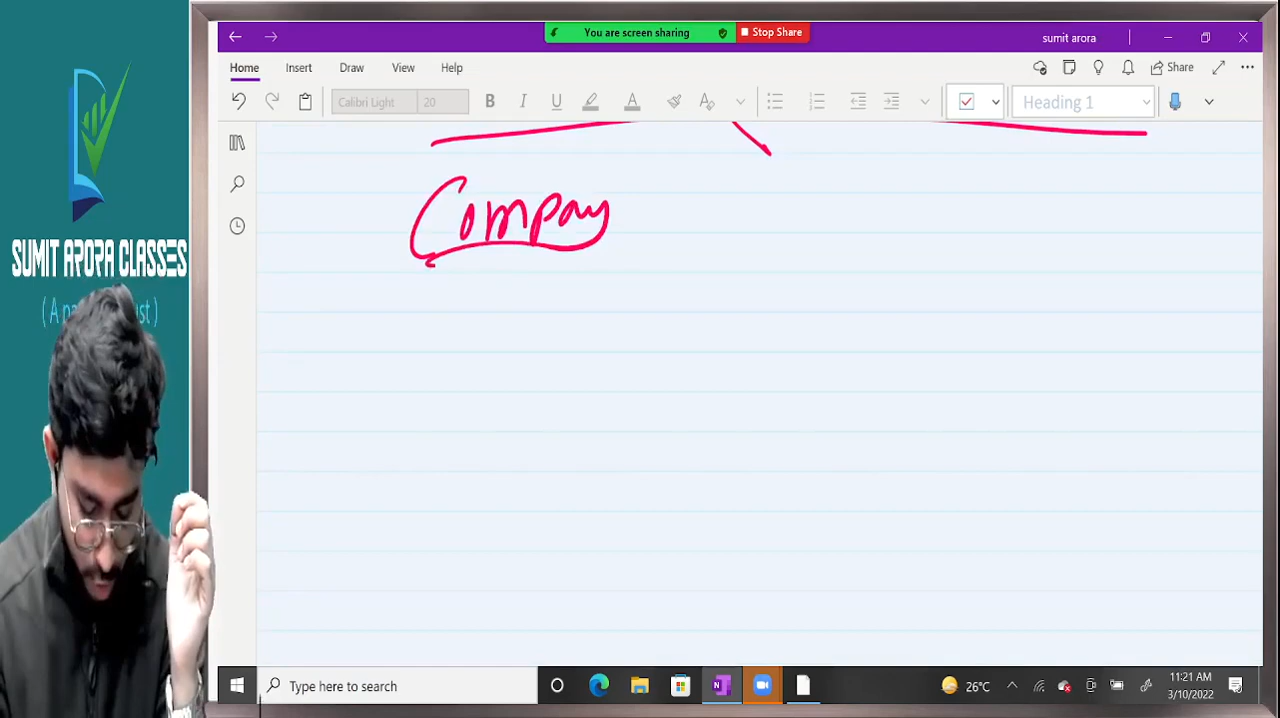 You are screen sharing
Stop Share
sumit arora
Home Insert Draw View Help
Share
Calibri Light 20 B I U A A Heading 1
Compay
SUMIT ARORA CLASSES
Type here to search
26°C
11:21 AM
3/10/2022